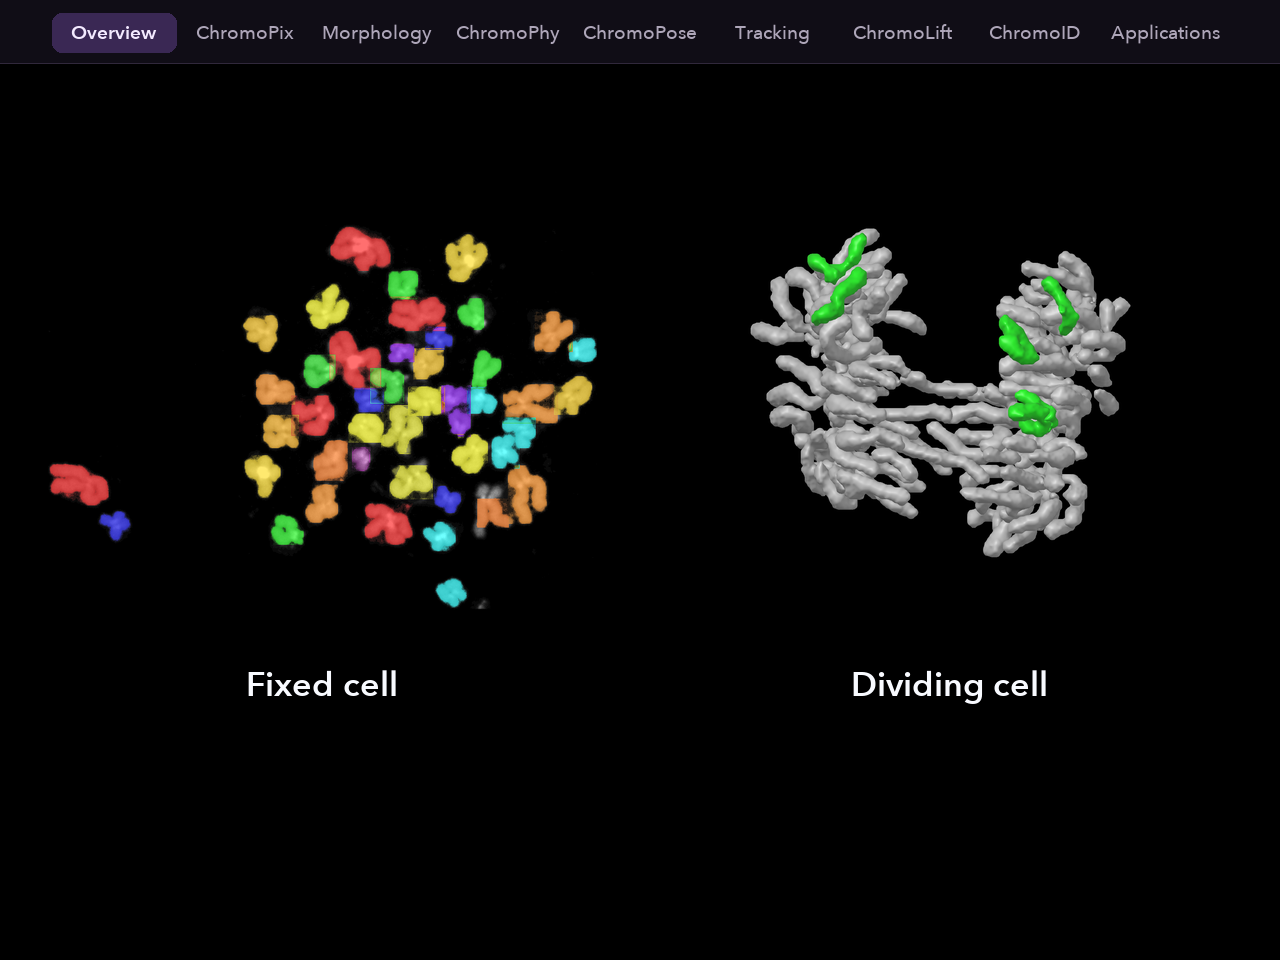 Overview ChromoPix Morphology ChromoPhy ChromoPose Tracking ChromoLift ChromoID Applications
Fixed cell
Dividing cell